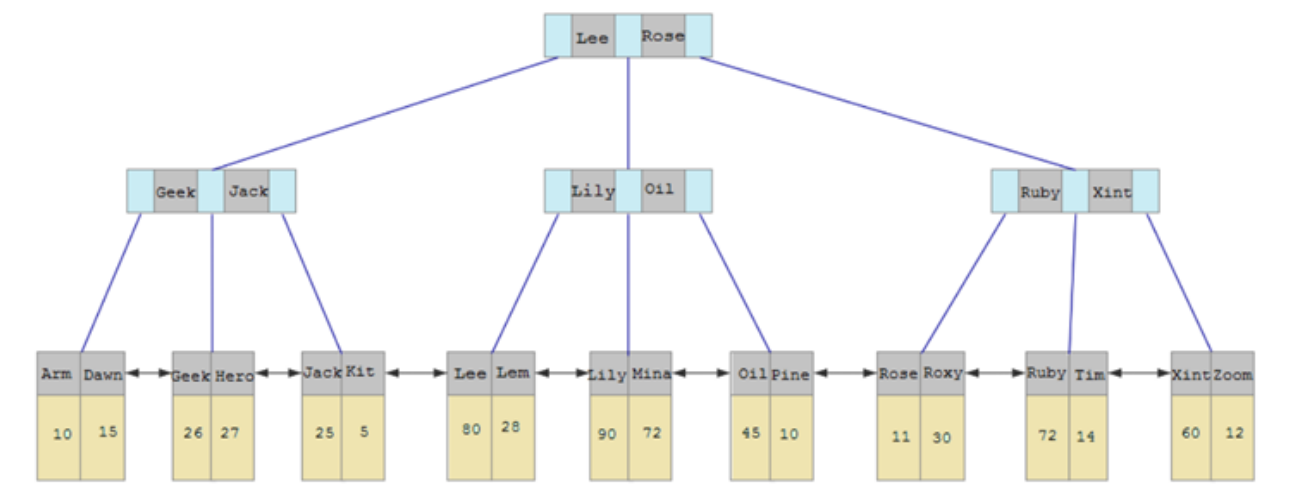 Lee Rose
Geek Jack Lily Oil Ruby Xint
Arm Dawn Geek Hero Jack Kit Lee Lem Lily Mina Oil Pine Rose Roxy Ruby Tim Xint Zoom
10 15 26 27 25 5 80 28 90 72 45 10 11 30 72 14 60 12